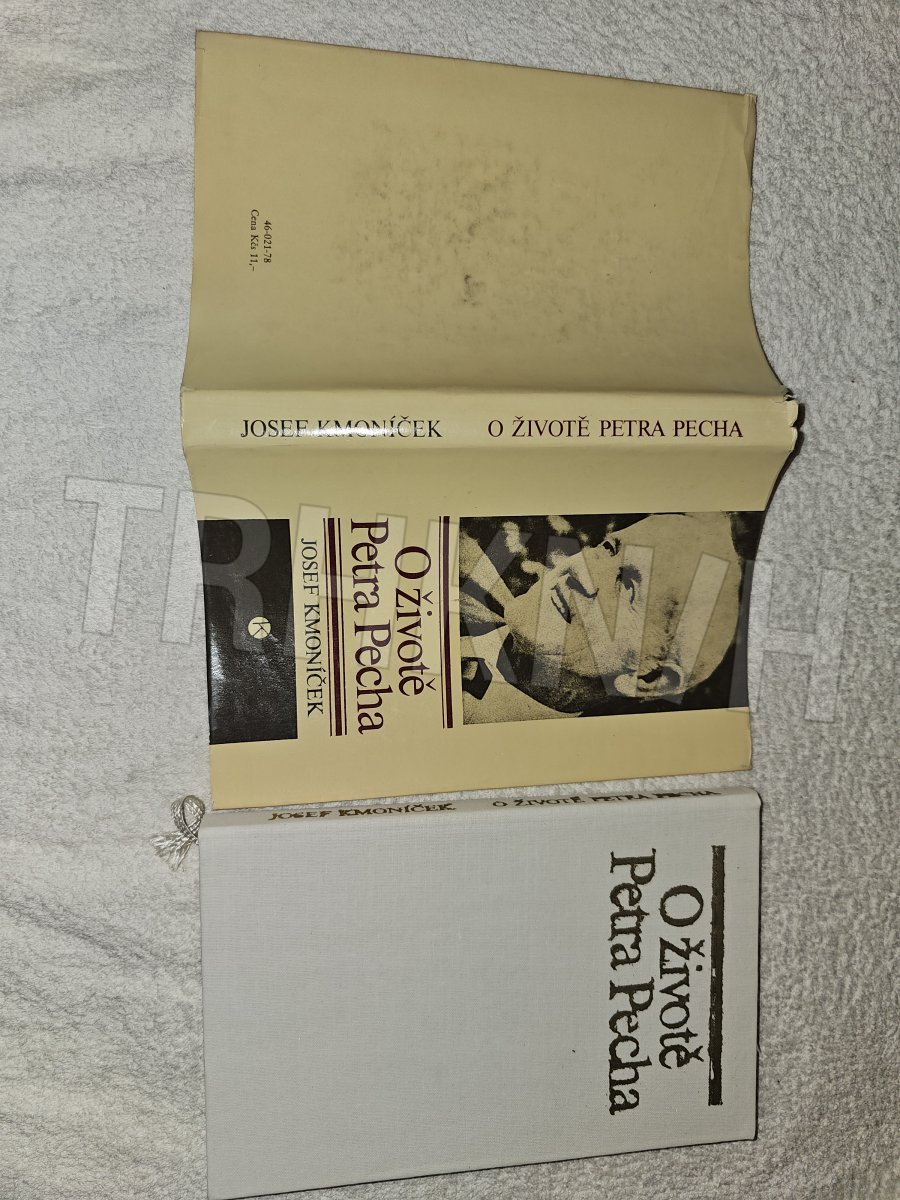 46-021-78
Cena Kčs 11,–
JOSEF KMONÍČEK O ŽIVOTĚ PETRA PECHA
O životě
Petra Pecha
JOSEF KMONÍČEK
K
TRHKNIH
JOSEF KMONÍČEK O ŽIVOTĚ PETRA PECHA
O životě
Petra Pecha